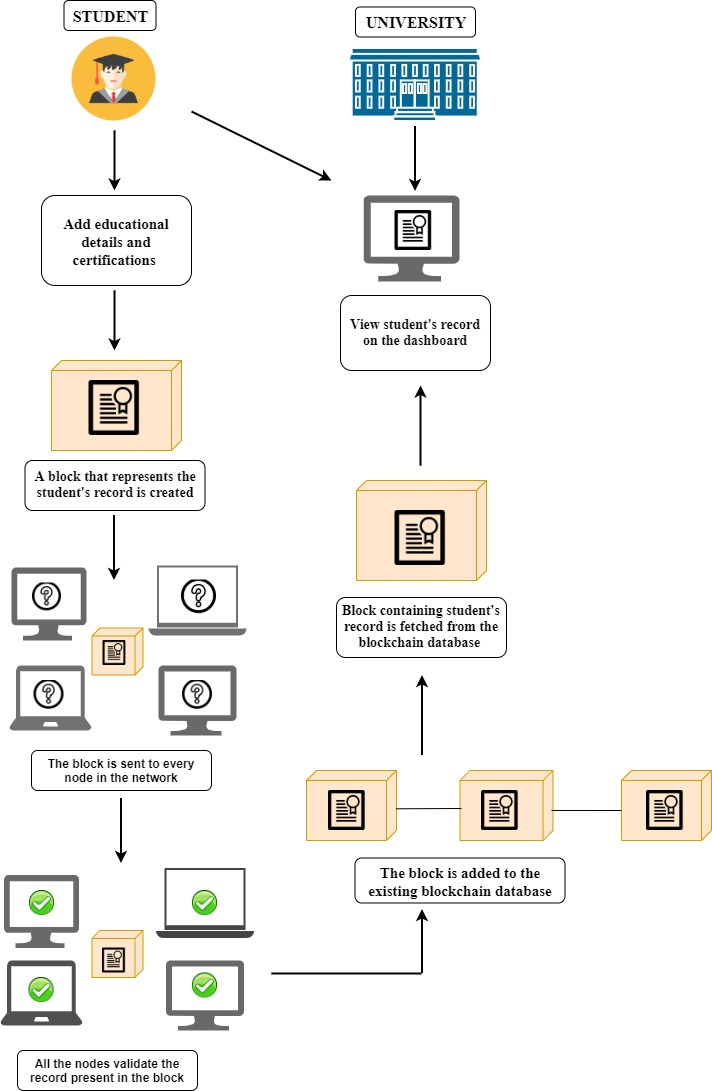 STUDENT
UNIVERSITY
Add educational
details and
certifications
View student's record
on the dashboard
A block that represents the
student's record is created
Block containing student's
record is fetched from the
blockchain database
The block is sent to every
node in the network
The block is added to the
existing blockchain database
All the nodes validate the
record present in the block